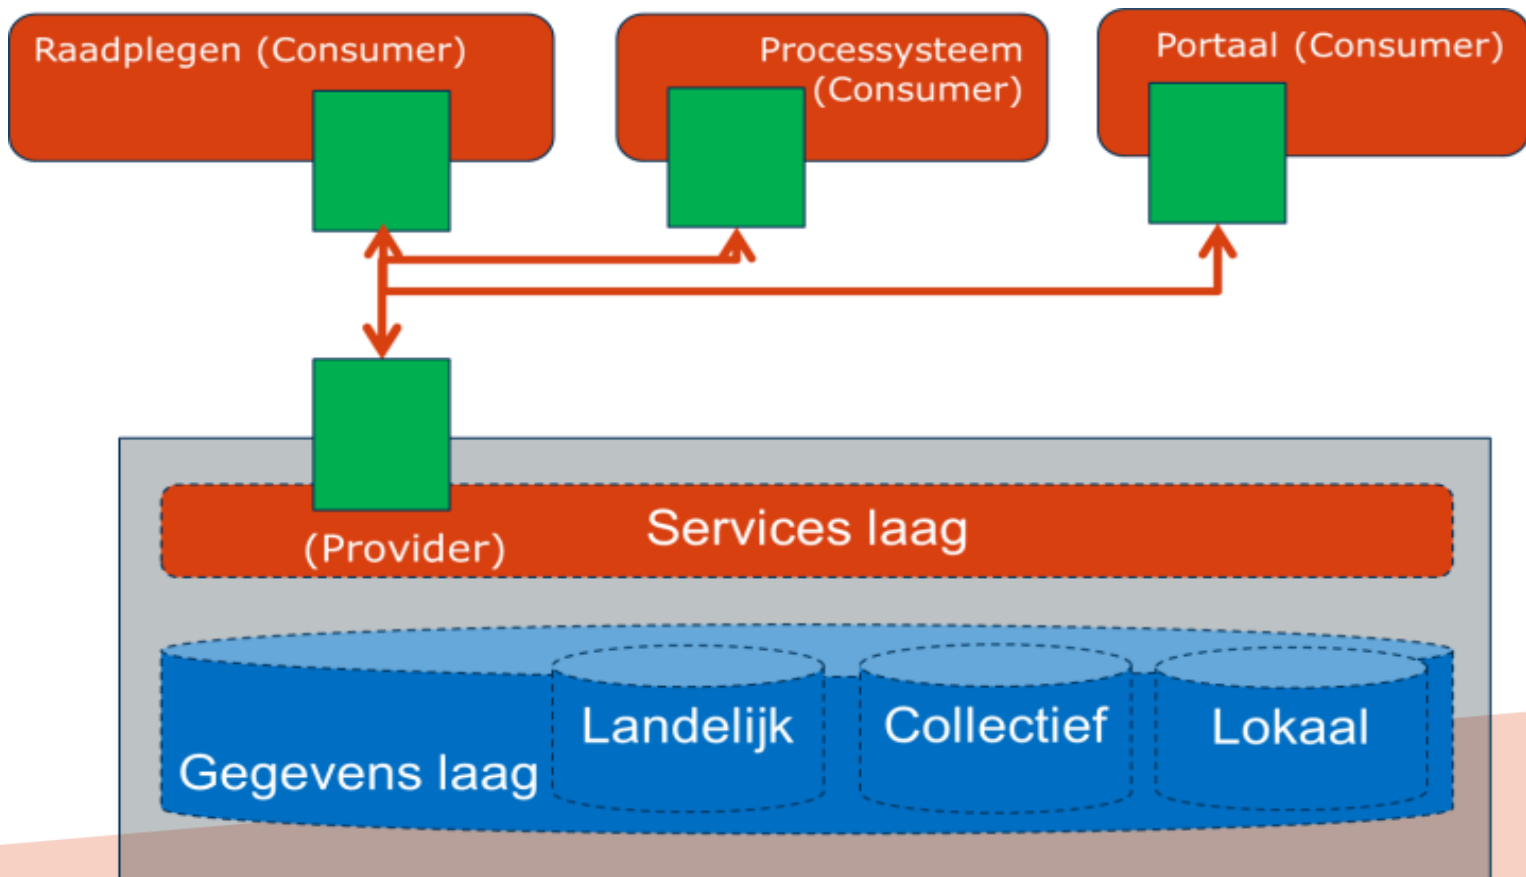 Raadplegen (Consumer)
Processysteem
(Consumer)
Portaal (Consumer)
Services laag
(Provider)
Landelijk
Collectief
Lokaal
Gegevens laag